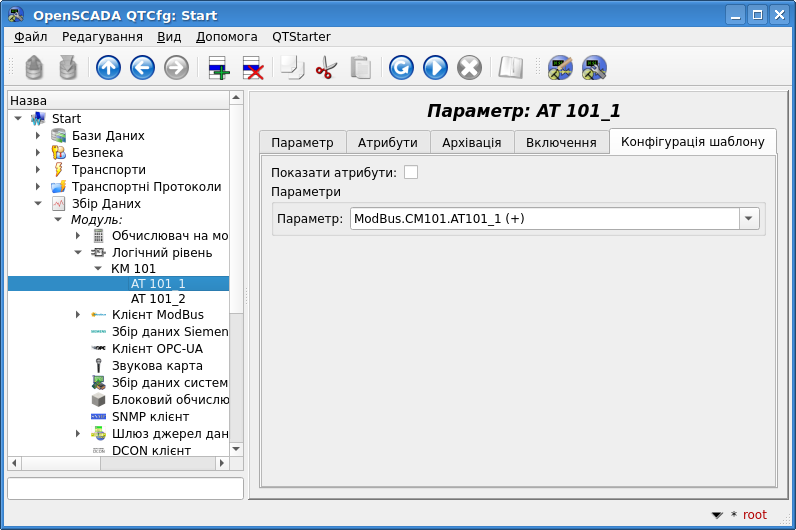 OpenSCADA QTCfg: Start
Файл Редагування Вид Допомога QTStarter
Назва
Start
Бази Даних
Безпека
Транспорти
Транспортні Протоколи
Збір Даних
Модуль:
Обчислювач на мо
Логічний рівень
КМ 101
AT 101_1
AT 101_2
Клієнт ModBus
Збір даних Siemen
Клієнт OPC-UA
Звукова карта
Збір даних систем
Блоковий обчислю
SNMP клієнт
Шлюз джерел дан
DCON клієнт
Параметр: AT 101_1
Параметр Атрибути Архівація Включення Конфігурація шаблону
Показати атрибути:
Параметри
Параметр: ModBus.CM101.AT101_1 (+)
* root